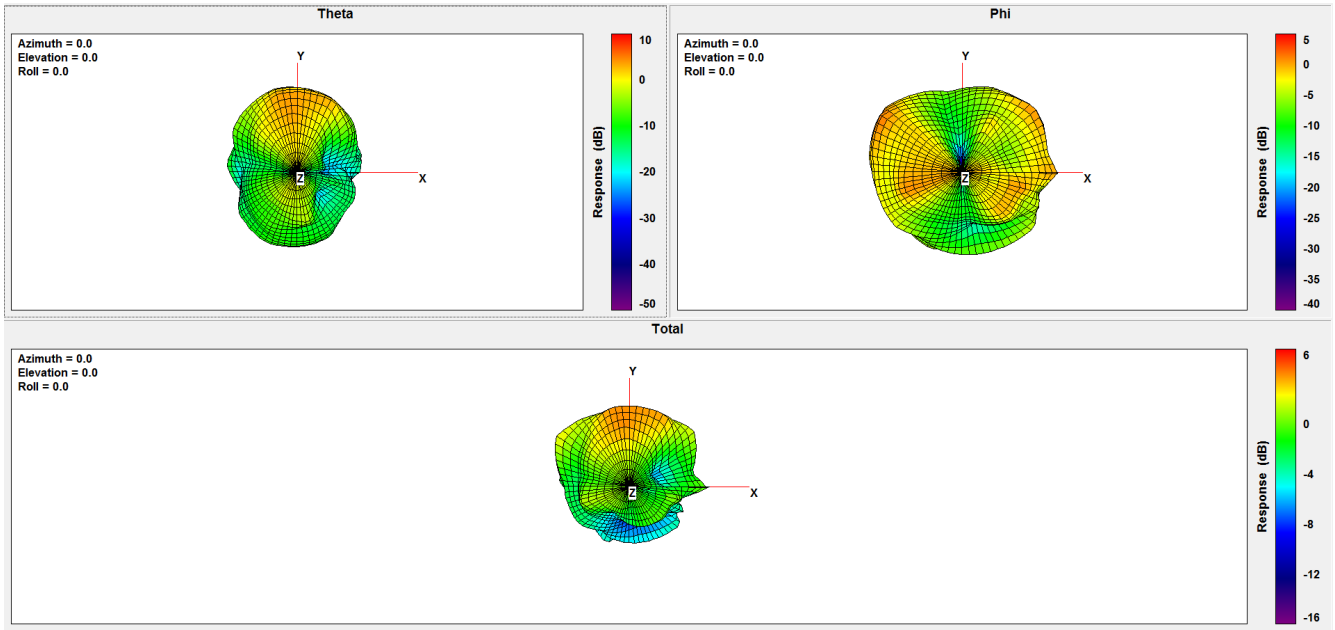 Theta
Azimuth = 0.0
Elevation = 0.0
Roll = 0.0
Y
X
Z
10
0
-10
-20
-30
-40
-50
Response (dB)
Phi
Azimuth = 0.0
Elevation = 0.0
Roll = 0.0
Y
X
Z
5
0
-5
-10
-15
-20
-25
-30
-35
-40
Response (dB)
Total
Azimuth = 0.0
Elevation = 0.0
Roll = 0.0
Y
X
Z
6
0
-4
-8
-12
-16
Response (dB)